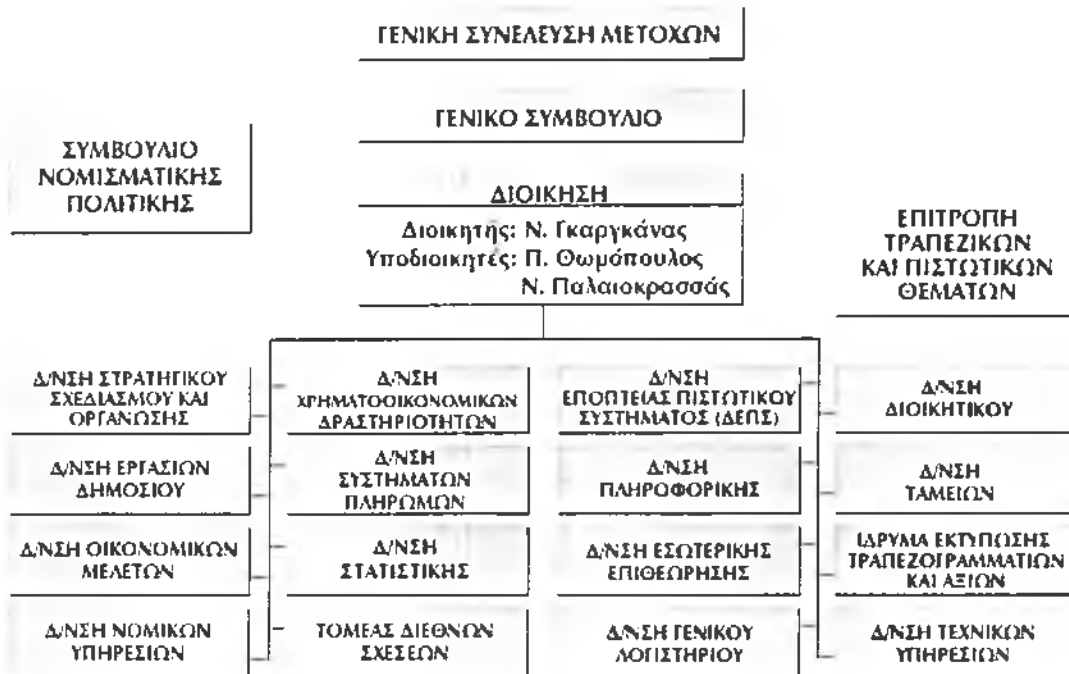 ΓΕΝΙΚΗ ΣΥΝΕΛΕΥΣΗ ΜΕΤΟΧΩΝ
ΓΕΝΙΚΟ ΣΥΜΒΟΥΛΙΟ
ΣΥΜΒΟΥΛΙΟ
ΝΟΜΙΣΜΑΤΙΚΗΣ
ΠΟΛΙΤΙΚΗΣ
ΔΙΟΙΚΗΣΗ
Διοικητής: Ν. Γκαργκάνας
Υποδιοικητές: Π. Θωμόπουλος
Ν. Παλαιοκρασσάς
ΕΠΙΤΡΟΠΗ
ΤΡΑΠΕΖΙΚΩΝ
ΚΑΙ ΠΙΣΤΩΤΙΚΩΝ
ΘΕΜΑΤΩΝ
Δ/ΝΣΗ ΣΤΡΑΤΗΓΙΚΟΥ
ΣΧΕΔΙΑΣΜΟΥ ΚΑΙ
ΟΡΓΑΝΩΣΗΣ
Δ/ΝΣΗ
ΧΡΗΜΑΤΟΟΙΚΟΝΟΜΙΚΩΝ
ΔΡΑΣΤΗΡΙΟΤΗΤΩΝ
Δ/ΝΣΗ
ΕΠΟΠΤΕΙΑΣ ΠΙΣΤΩΤΙΚΟΥ
ΣΥΣΤΗΜΑΤΟΣ (ΔΕΠΣ)
Δ/ΝΣΗ
ΔΙΟΙΚΗΤΙΚΟΥ
Δ/ΝΣΗ ΕΡΓΑΣΙΩΝ
ΔΗΜΟΣΙΟΥ
Δ/ΝΣΗ
ΣΥΣΤΗΜΑΤΩΝ
ΠΛΗΡΩΜΩΝ
Δ/ΝΣΗ
ΠΛΗΡΟΦΟΡΙΚΗΣ
Δ/ΝΣΗ
ΤΑΜΕΙΩΝ
Δ/ΝΣΗ ΟΙΚΟΝΟΜΙΚΩΝ
ΜΕΛΕΤΩΝ
Δ/ΝΣΗ
ΣΤΑΤΙΣΤΙΚΗΣ
Δ/ΝΣΗ ΕΣΩΤΕΡΙΚΗΣ
ΕΠΙΘΕΩΡΗΣΗΣ
ΙΔΡΥΜΑ ΕΚΤΥΠΩΣΗΣ
ΤΡΑΠΕΖΟΓΡΑΜΜΑΤΙΩΝ
ΚΑΙ ΑΞΙΩΝ
Δ/ΝΣΗ ΝΟΜΙΚΩΝ
ΥΠΗΡΕΣΙΩΝ
ΤΟΜΕΑΣ ΔΙΕΘΝΩΝ
ΣΧΕΣΕΩΝ
Δ/ΝΣΗ ΓΕΝΙΚΟΥ
ΛΟΓΙΣΤΗΡΙΟΥ
Δ/ΝΣΗ ΤΕΧΝΙΚΩΝ
ΥΠΗΡΕΣΙΩΝ